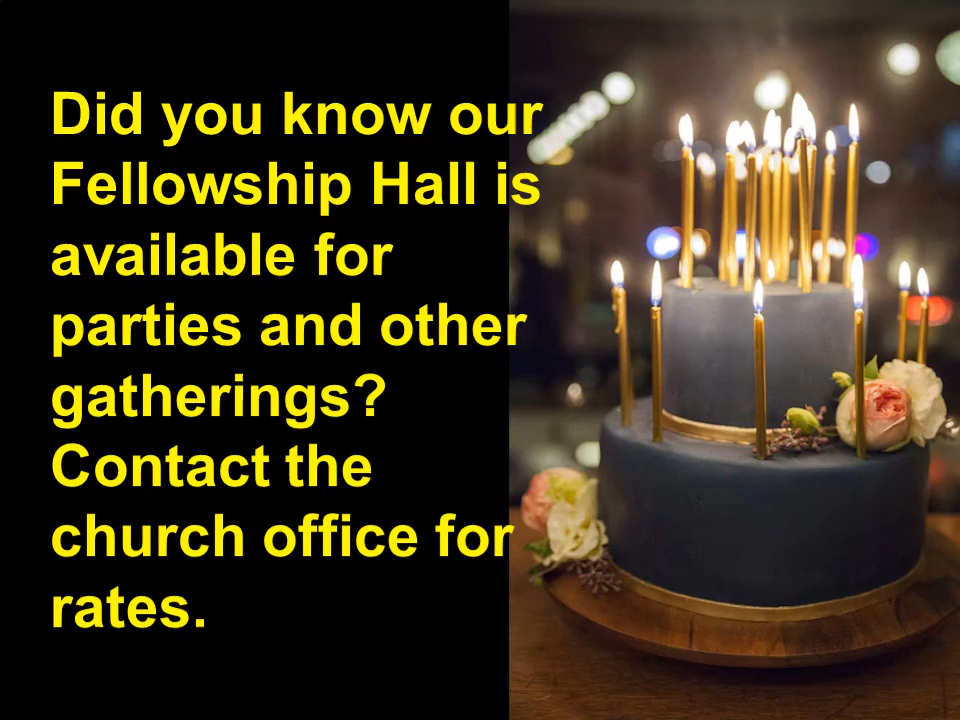 Did you know our
Fellowship Hall is
available for
parties and other
gatherings?
Contact the
church office for
rates.